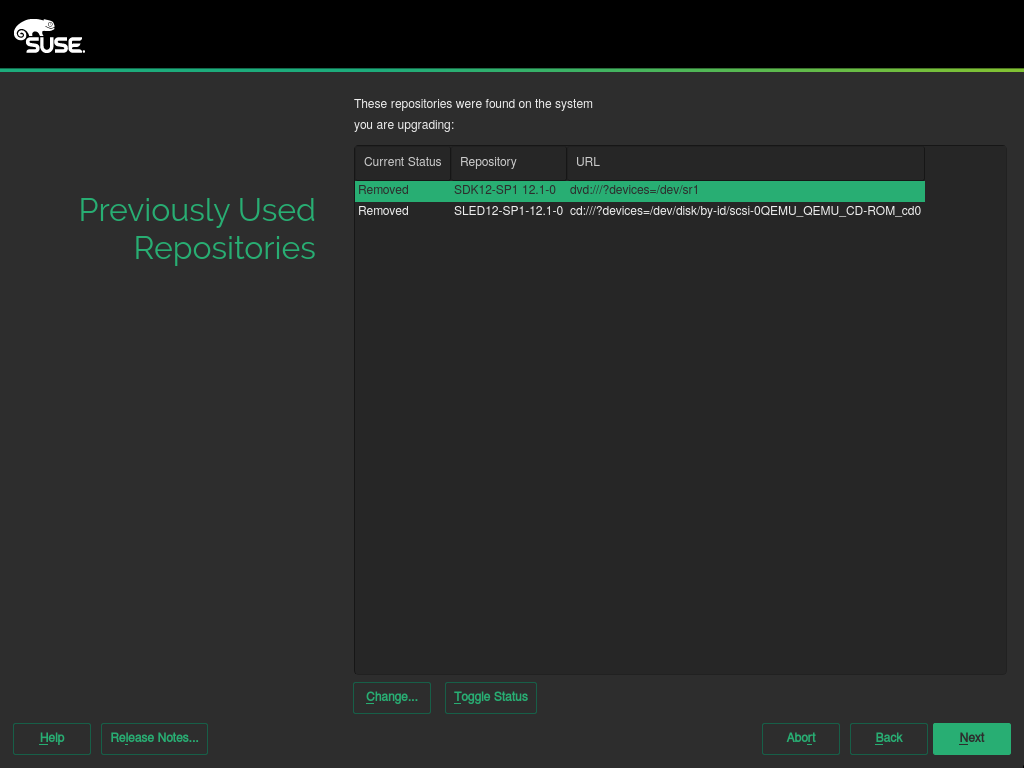 SUSE.
These repositories were found on the system
you are upgrading:
Previously Used
Repositories
Current Status Repository URL
Removed SDK12-SP1 12.1-0 dvd:///?devices=/dev/sr1
Removed SLED12-SP1-12.1-0 cd:///?devices=/dev/disk/by-id/scsi-0QEMU_QEMU_CD-ROM_cd0
Change... Toggle Status
Help Release Notes... Abort Back Next